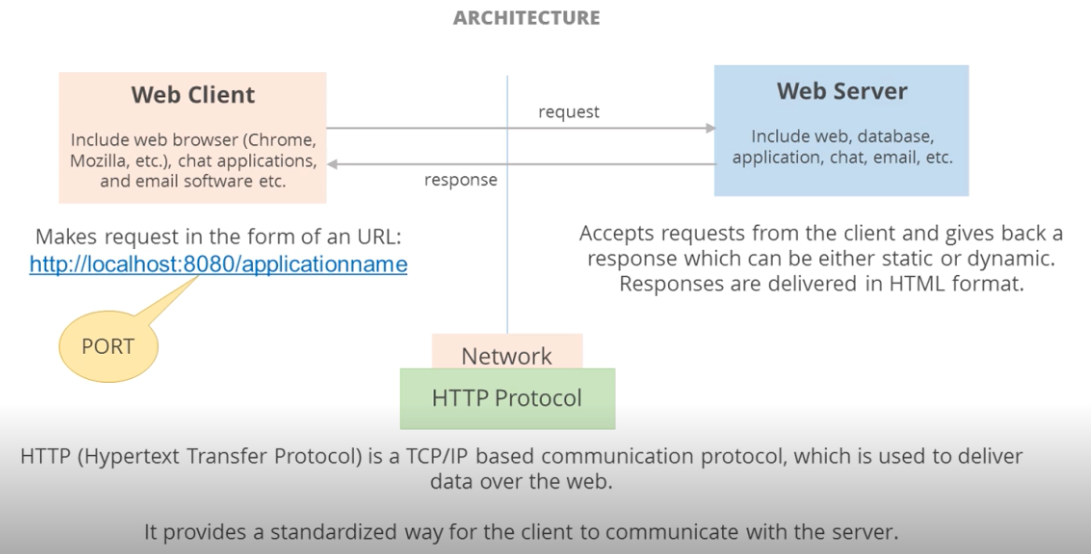 ARCHITECTURE
Web Client
Include web browser (Chrome,
Mozilla, etc.), chat applications,
and email software etc.
request
response
Web Server
Include web, database,
application, chat, email, etc.
Makes request in the form of an URL:
http://localhost:8080/applicationname
PORT
Accepts requests from the client and gives back a
response which can be either static or dynamic.
Responses are delivered in HTML format.
Network
HTTP Protocol
HTTP (Hypertext Transfer Protocol) is a TCP/IP based communication protocol, which is used to deliver
data over the web.
It provides a standardized way for the client to communicate with the server.